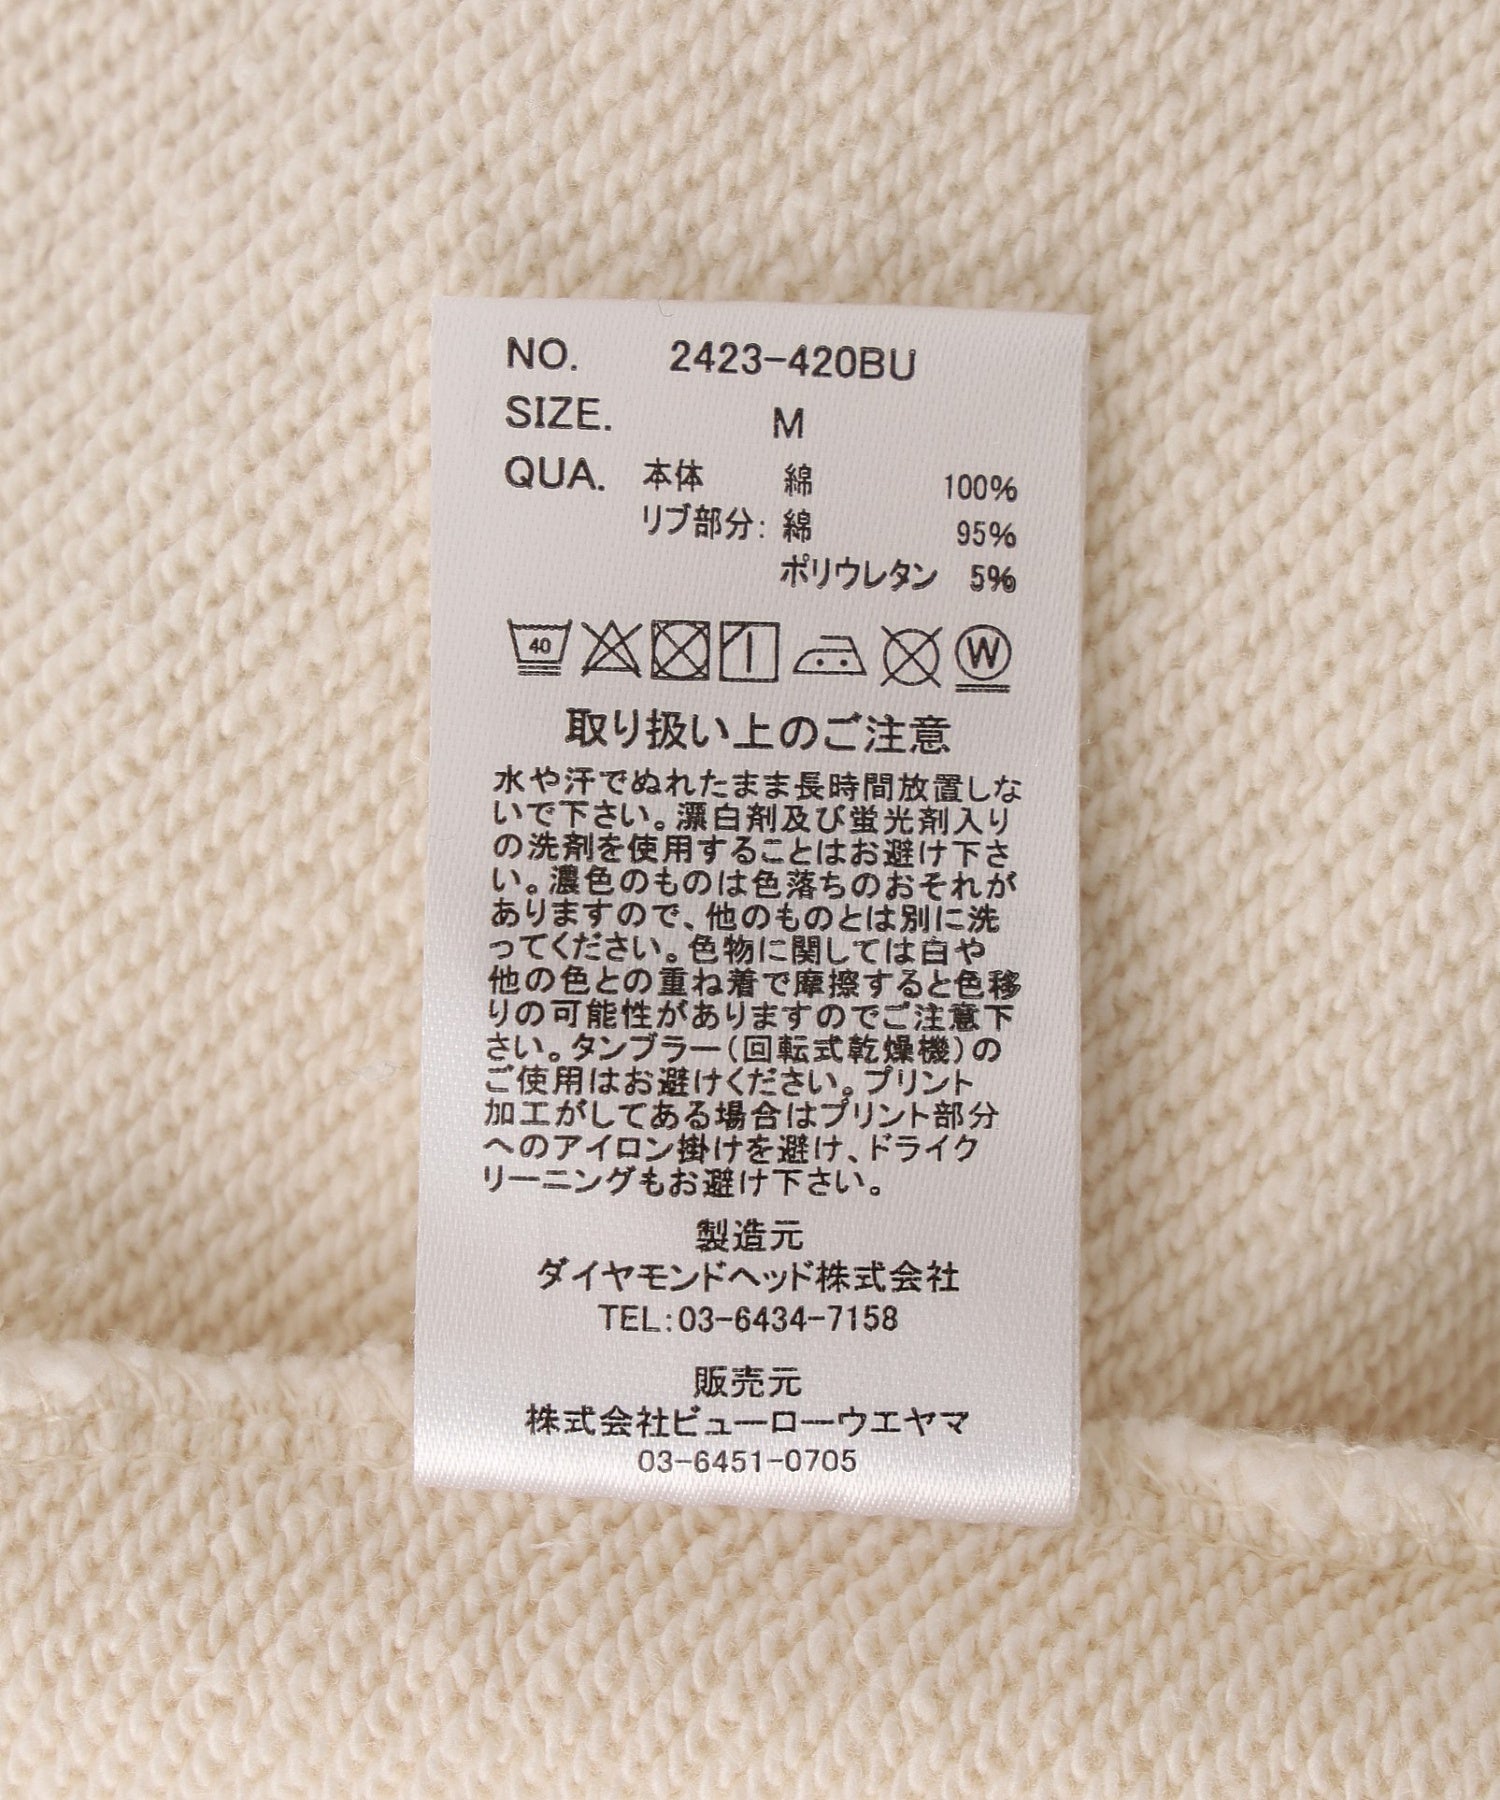 NO. 2423-420BU
SIZE. M
QUA. 本体 綿 100%
リブ部分: 綿 95%
ポリウレタン 5%
40 W
取り扱い上のご注意
水や汗でぬれたまま長時間放置しな
いで下さい。漂白剤及び蛍光剤入り
の洗剤を使用することはお避け下さ
い。濃色のものは色落ちのおそれが
ありますので、他のものとは別に洗
ってください。色物に関しては白や
他の色との重ね着で摩擦すると色移
りの可能性がありますのでご注意下
さい。タンブラー(回転式乾燥機)の
ご使用はお避けください。プリント
加工がしてある場合はプリント部分
へのアイロン掛けを避け、ドライク
リーニングもお避け下さい。
製造元
ダイヤモンドヘッド株式会社
TEL:03-6434-7158
販売元
株式会社ビューローウエヤマ
03-6451-0705